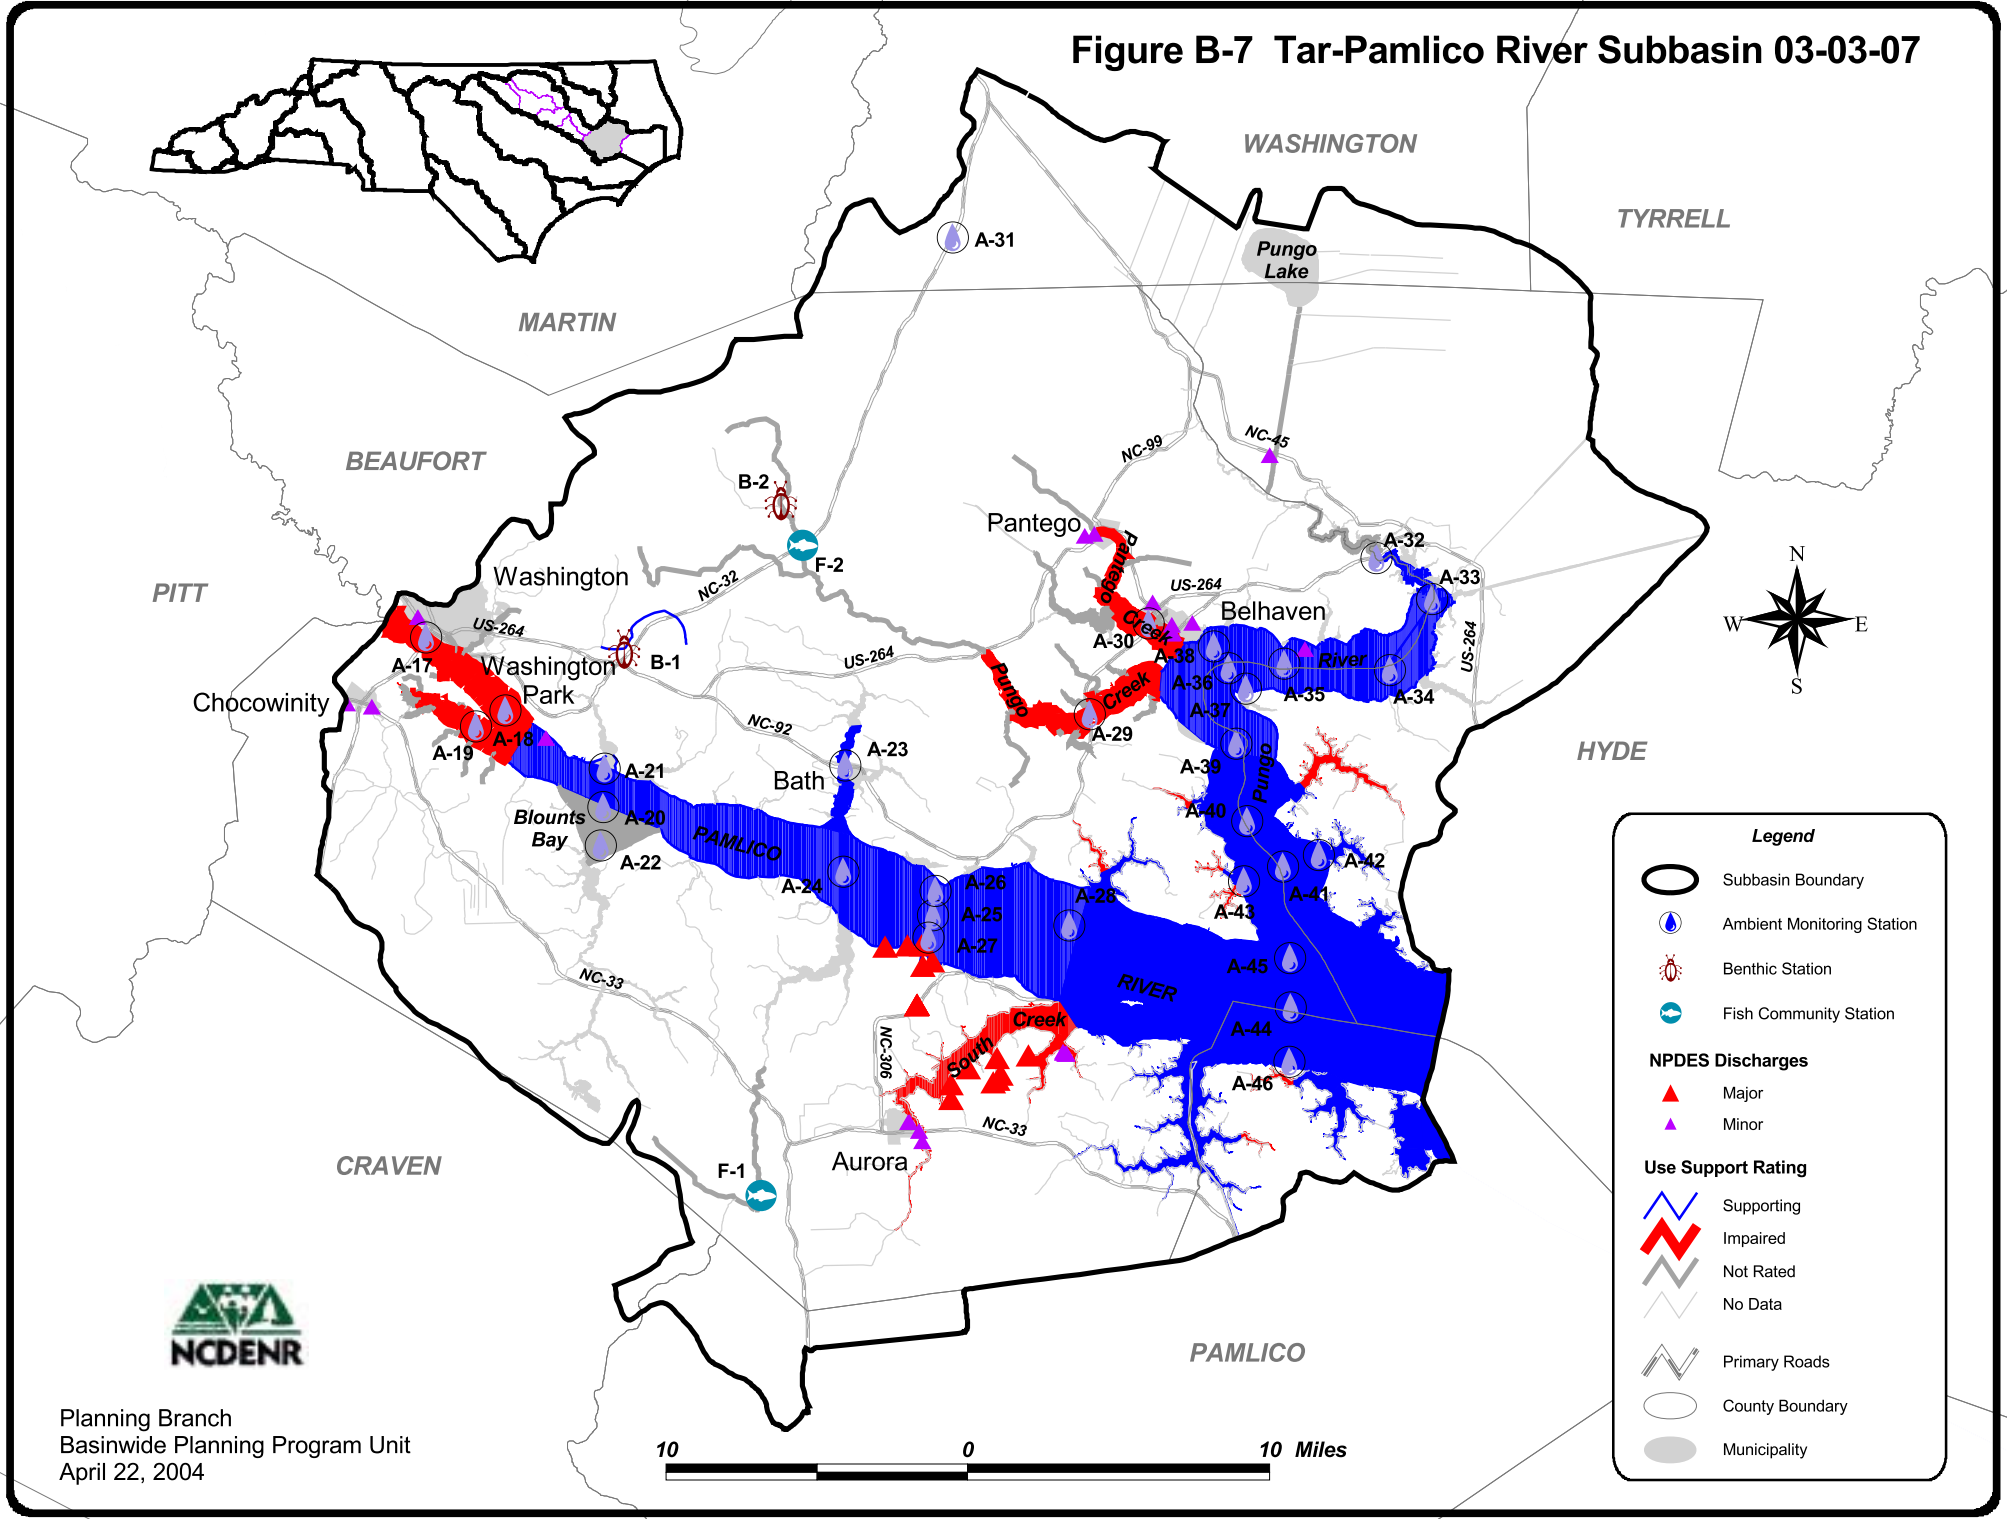 Figure B-7  Tar-Pamlico River Subbasin 03-03-07
WASHINGTON
TYRRELL
Pungo
Lake
A-31
MARTIN
BEAUFORT
NC-99
NC-45
B-2
Pantego
Pantego
Creek
A-32
F-2
A-33
PITT
Washington
NC-32
US-264
Belhaven
US-264
A-30
A-38
US-264
A-17
Washington
Park
B-1
US-264
Pungo
Creek
River
A-36
A-35
A-34
Chocowinity
A-37
A-19
A-18
NC-92
A-29
A-23
A-39
Pungo
HYDE
A-21
Bath
Blounts
Bay
A-20
A-40
PAMLICO
A-22
A-24
A-26
A-28
A-42
A-41
A-25
A-43
A-27
A-45
NC-33
RIVER
Creek
South
A-44
NC-306
A-46
NC-33
Aurora
CRAVEN
F-1
PAMLICO
N
W
E
S
Legend
Subbasin Boundary
Ambient Monitoring Station
Benthic Station
Fish Community Station
NPDES Discharges
Major
Minor
Use Support Rating
Supporting
Impaired
Not Rated
No Data
Primary Roads
County Boundary
Municipality
NCDENR
Planning Branch
Basinwide Planning Program Unit
April 22, 2004
10 0 10 Miles